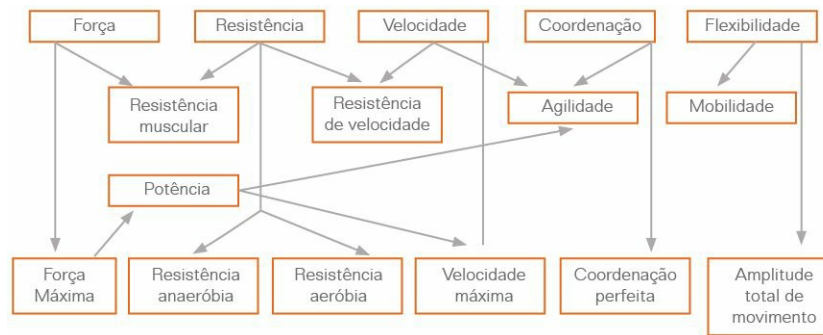 Força
Resistência
Velocidade
Coordenação
Flexibilidade
Resistência
muscular
Resistência
de velocidade
Agilidade
Mobilidade
Potência
Força
Máxima
Resistência
anaeróbia
Resistência
aeróbia
Velocidade
máxima
Coordenação
perfeita
Amplitude
total de
movimento